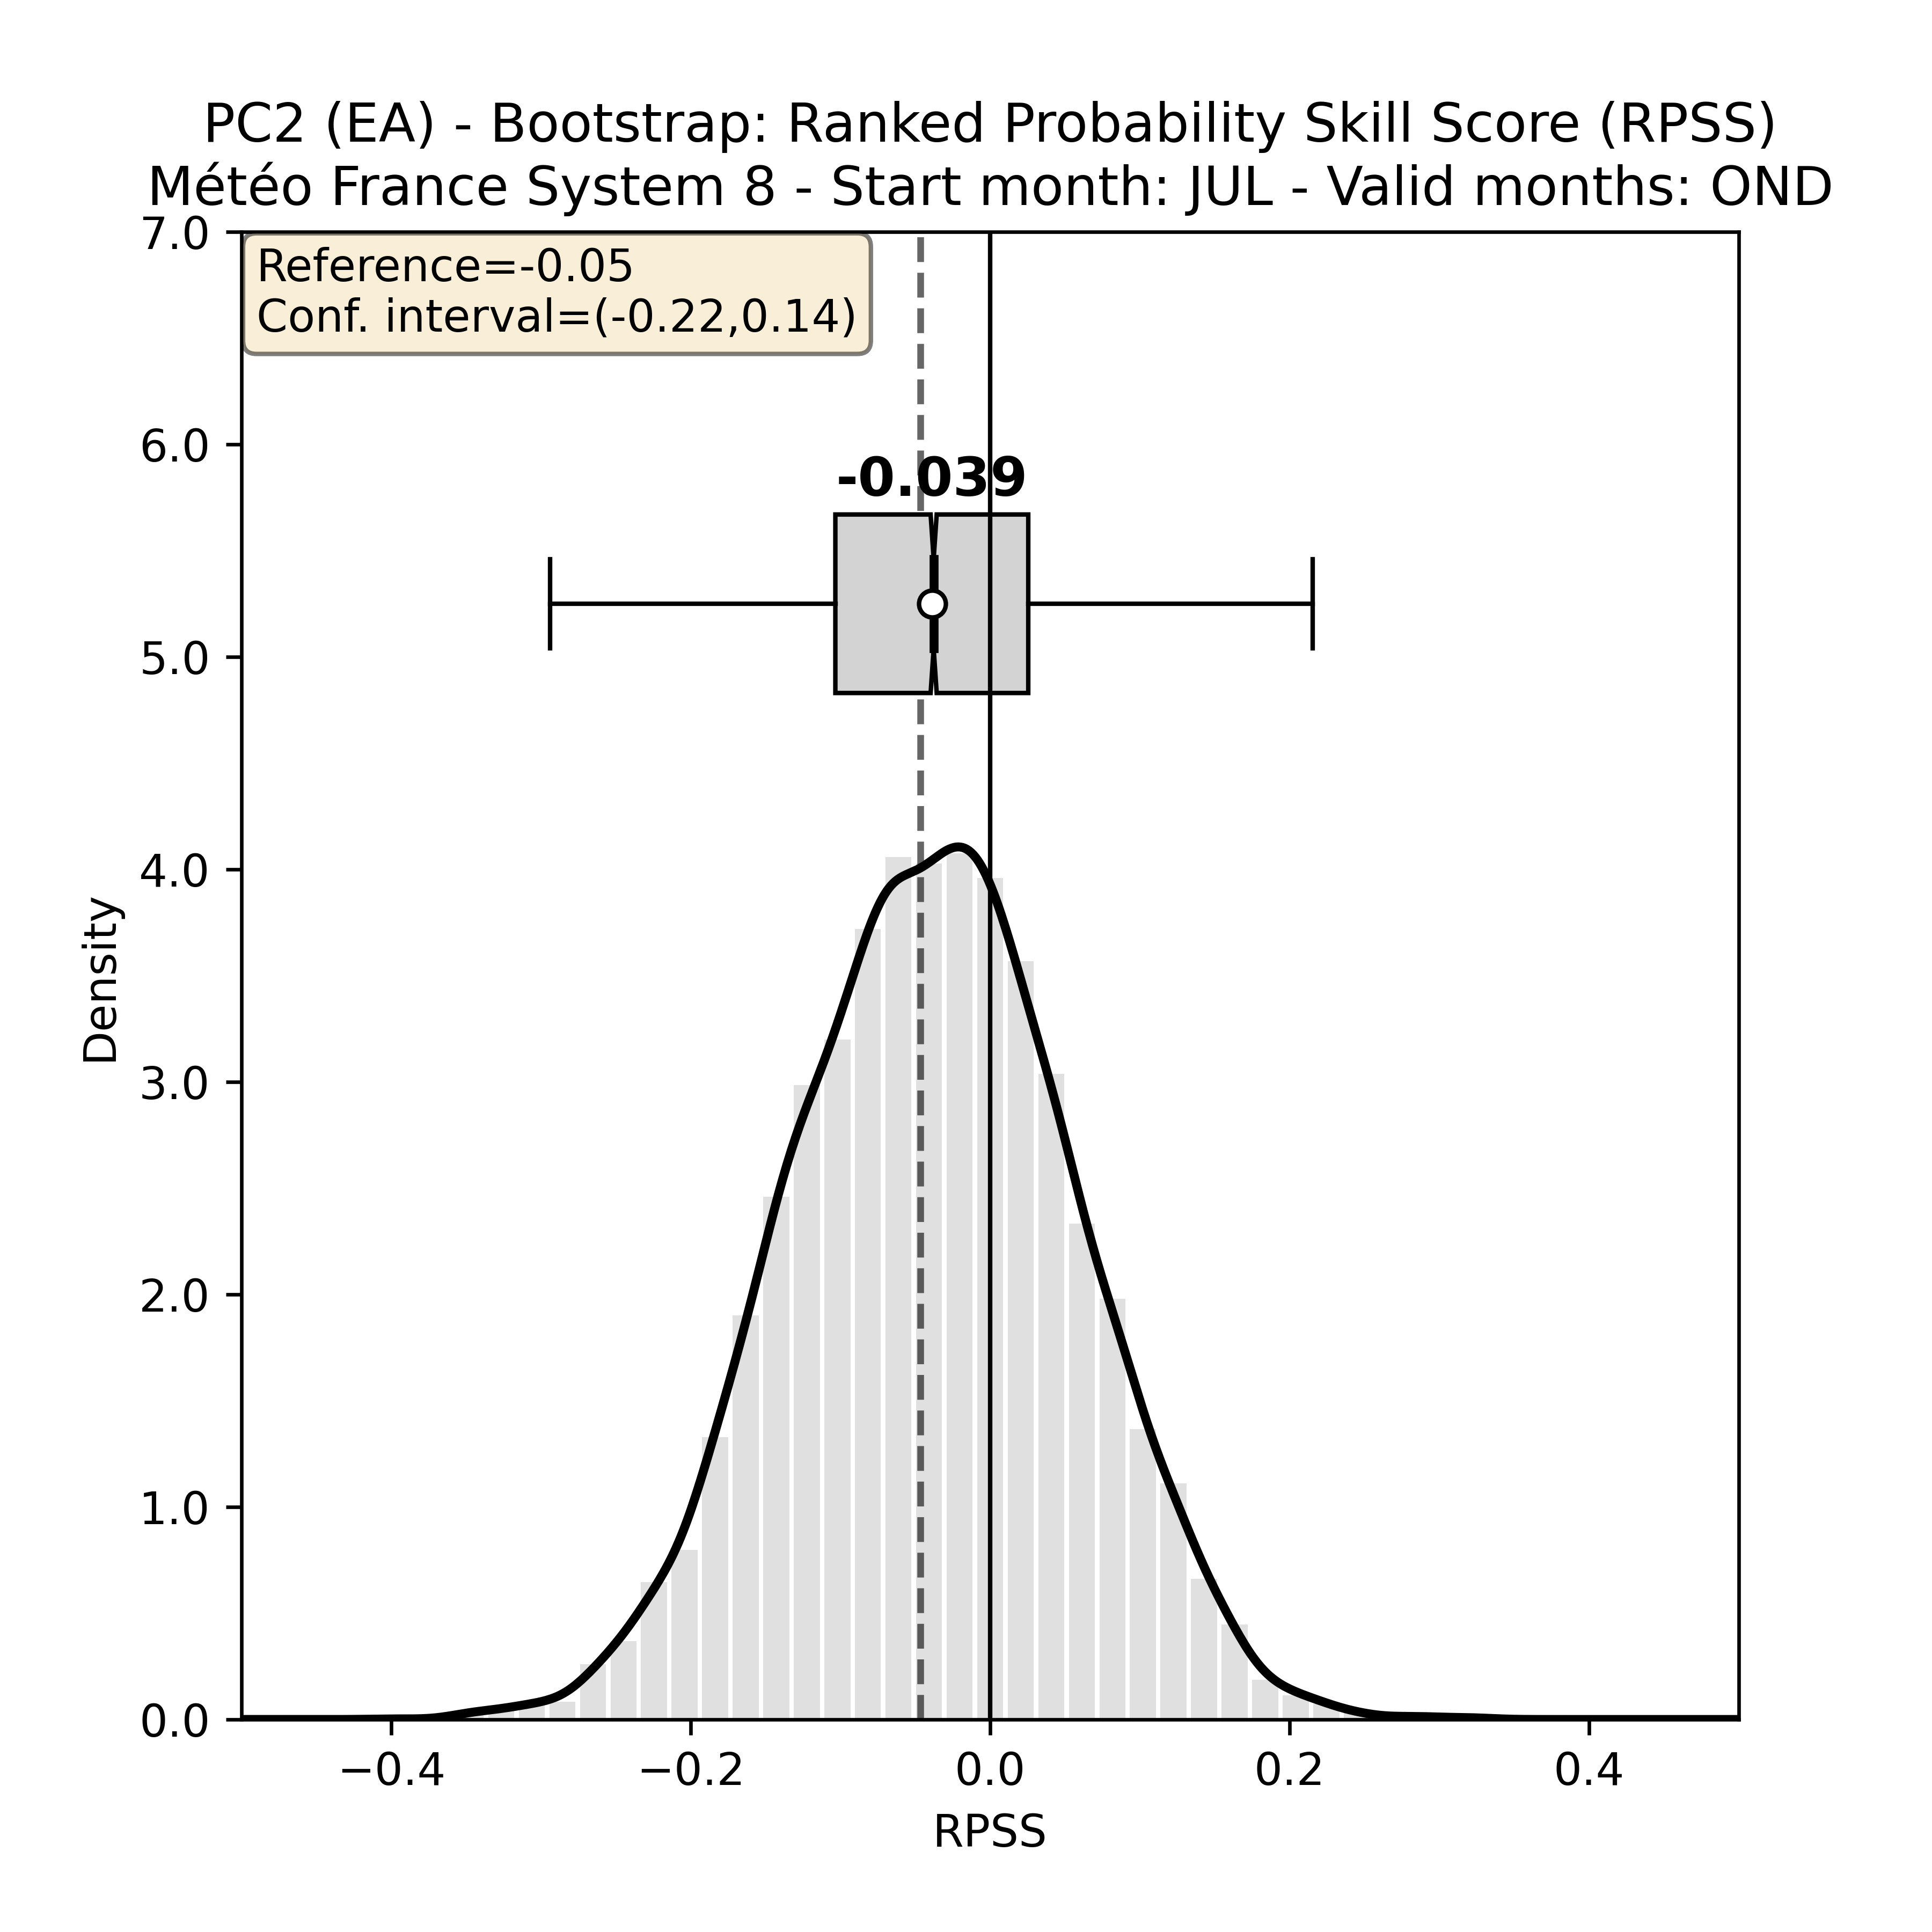 PC2 (EA) - Bootstrap: Ranked Probability Skill Score (RPSS)
Météo France System 8 - Start month: JUL - Valid months: OND
7.0
Reference=-0.05
Conf. interval=(-0.22,0.14)
6.0
-0.039
5.0
4.0
Density
3.0
2.0
1.0
0.0
−0.4 −0.2 0.0 0.2 0.4
RPSS